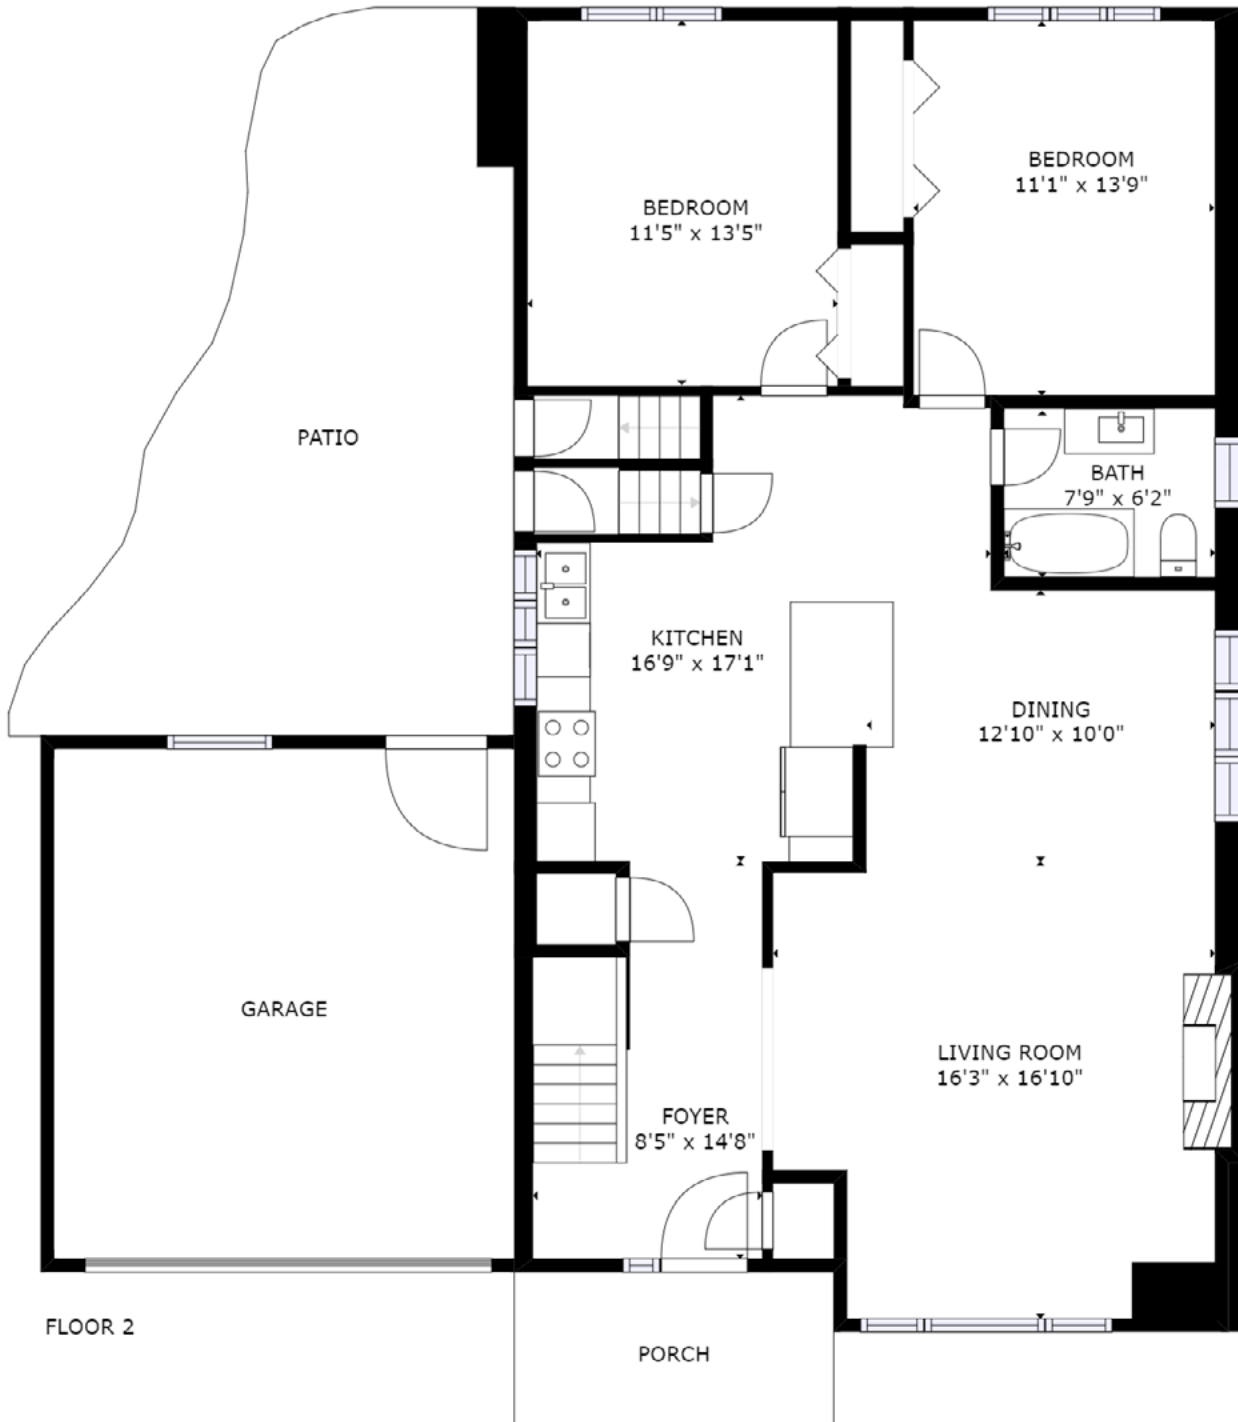 BEDROOM
11'1" x 13'9"
BEDROOM
11'5" x 13'5"
PATIO
BATH
7'9" x 6'2"
KITCHEN
16'9" x 17'1"
DINING
12'10" x 10'0"
GARAGE
LIVING ROOM
16'3" x 16'10"
FOYER
8'5" x 14'8"
FLOOR 2
PORCH